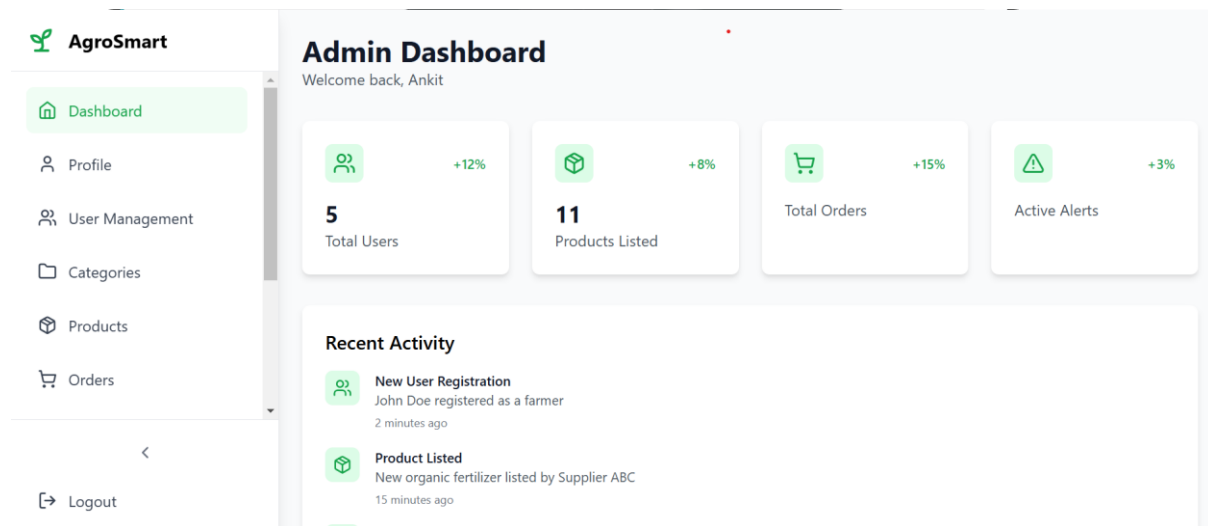 AgroSmart
Dashboard
Profile
User Management
Categories
Products
Orders
Logout
Admin Dashboard
Welcome back, Ankit
+12%
5
Total Users
+8%
11
Products Listed
+15%
Total Orders
+3%
Active Alerts
Recent Activity
New User Registration
John Doe registered as a farmer
2 minutes ago
Product Listed
New organic fertilizer listed by Supplier ABC
15 minutes ago